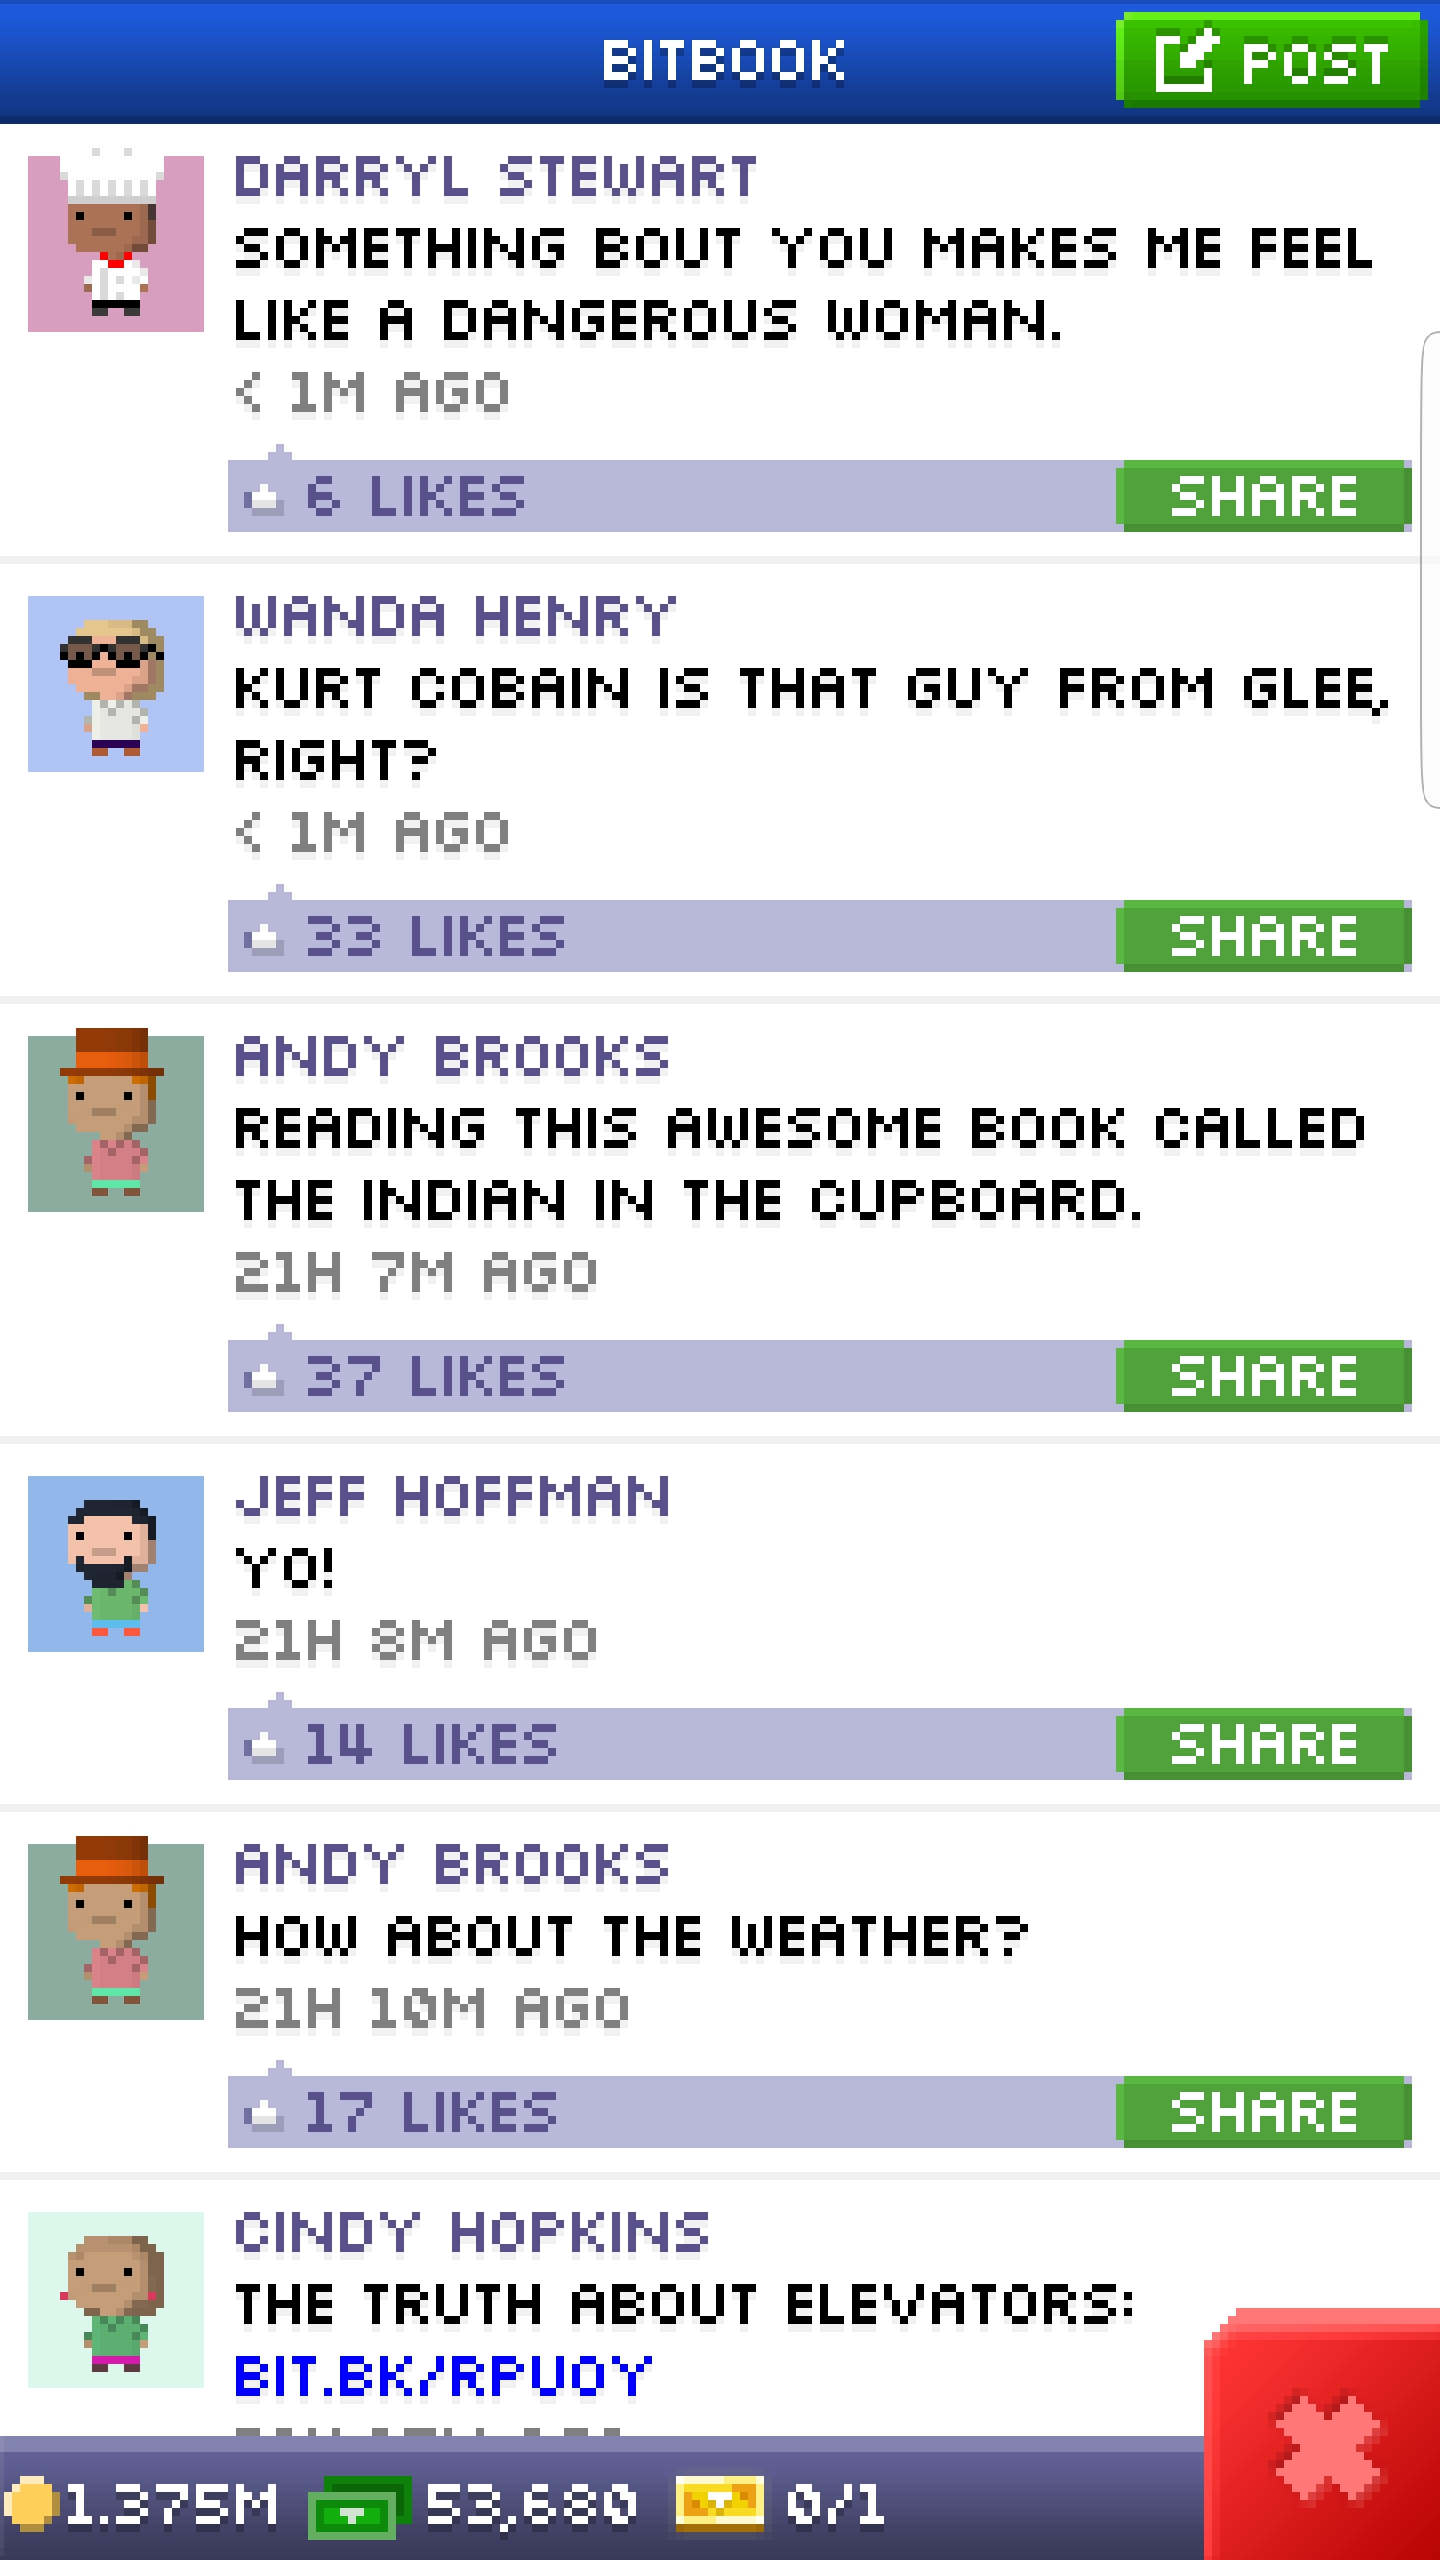 BITBOOK
POST
DARRYL STEWART
SOMETHING BOUT YOU MAKES ME FEEL
LIKE A DANGEROUS WOMAN.
< 1M AGO
6 LIKES
SHARE
WANDA HENRY
KURT COBAIN IS THAT GUY FROM GLEE,
RIGHT?
< 1M AGO
33 LIKES
SHARE
ANDY BROOKS
READING THIS AWESOME BOOK CALLED
THE INDIAN IN THE CUPBOARD.
21H 7M AGO
37 LIKES
SHARE
JEFF HOFFMAN
YO!
21H 8M AGO
14 LIKES
SHARE
ANDY BROOKS
HOW ABOUT THE WEATHER?
21H 10M AGO
17 LIKES
SHARE
CINDY HOPKINS
THE TRUTH ABOUT ELEVATORS:
BIT.BK/RPUOY
1.375M
53,680
0/1